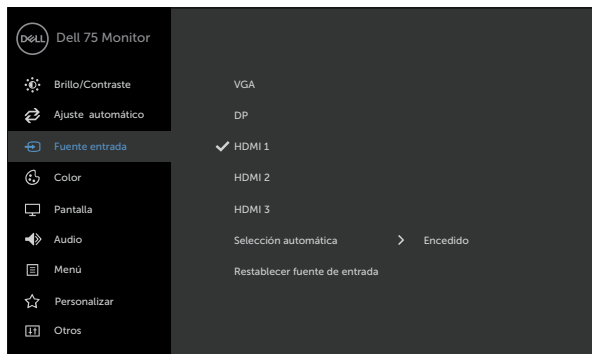 DELL Dell 75 Monitor
Brillo/Contraste
VGA
Ajuste automático
DP
Fuente entrada
HDMI 1
Color
HDMI 2
Pantalla
HDMI 3
Audio
Selección automática > Encedido
Menú
Restablecer fuente de entrada
Personalizar
Otros